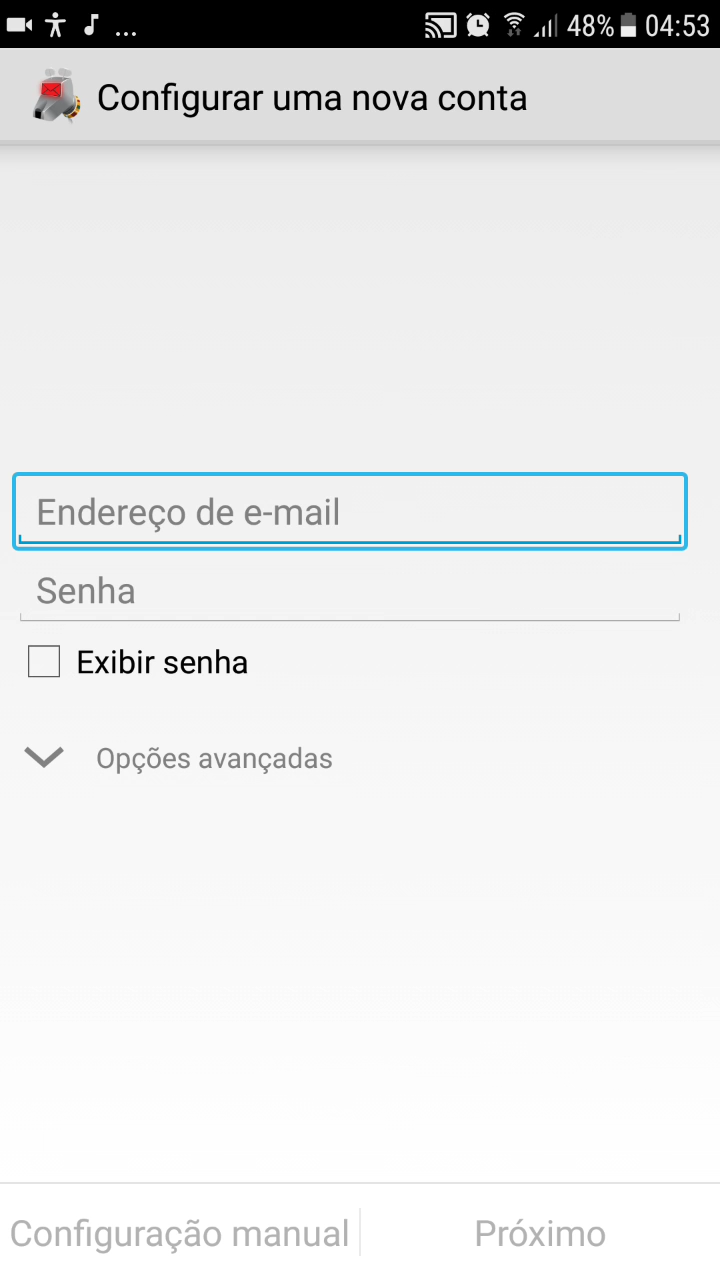 ... 48% 04:53
Configurar uma nova conta
Endereço de e-mail
Senha
Exibir senha
Opções avançadas
Configuração manual Próximo